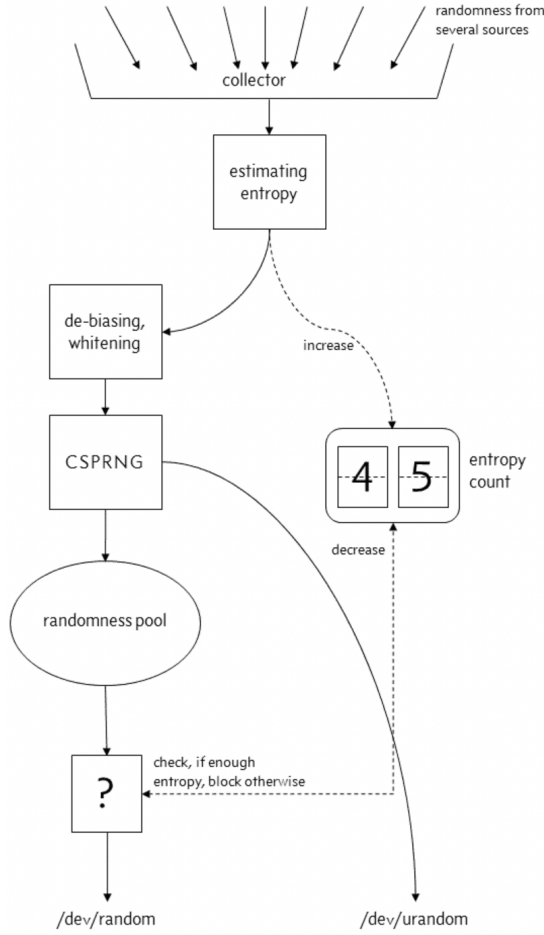 randomness from
several sources
collector
estimating
entropy
de-biasing,
whitening
increase
CSPRNG
4 5
entropy
count
decrease
randomness pool
check, if enough
entropy, block otherwise
?
/dev/random
/dev/urandom